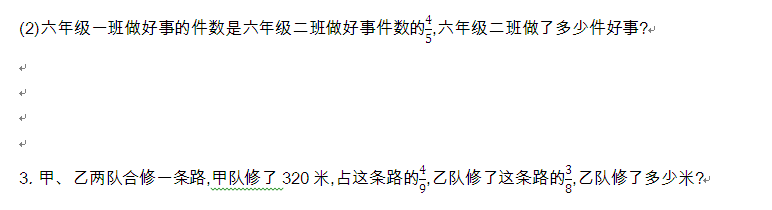 (2)六年级一班做好事的件数是六年级二班做好事件数的4/5,六年级二班做了多少件好事?
3. 甲、乙两队合修一条路,甲队修了 320 米,占这条路的4/9,乙队修了这条路的3/8,乙队修了多少米?